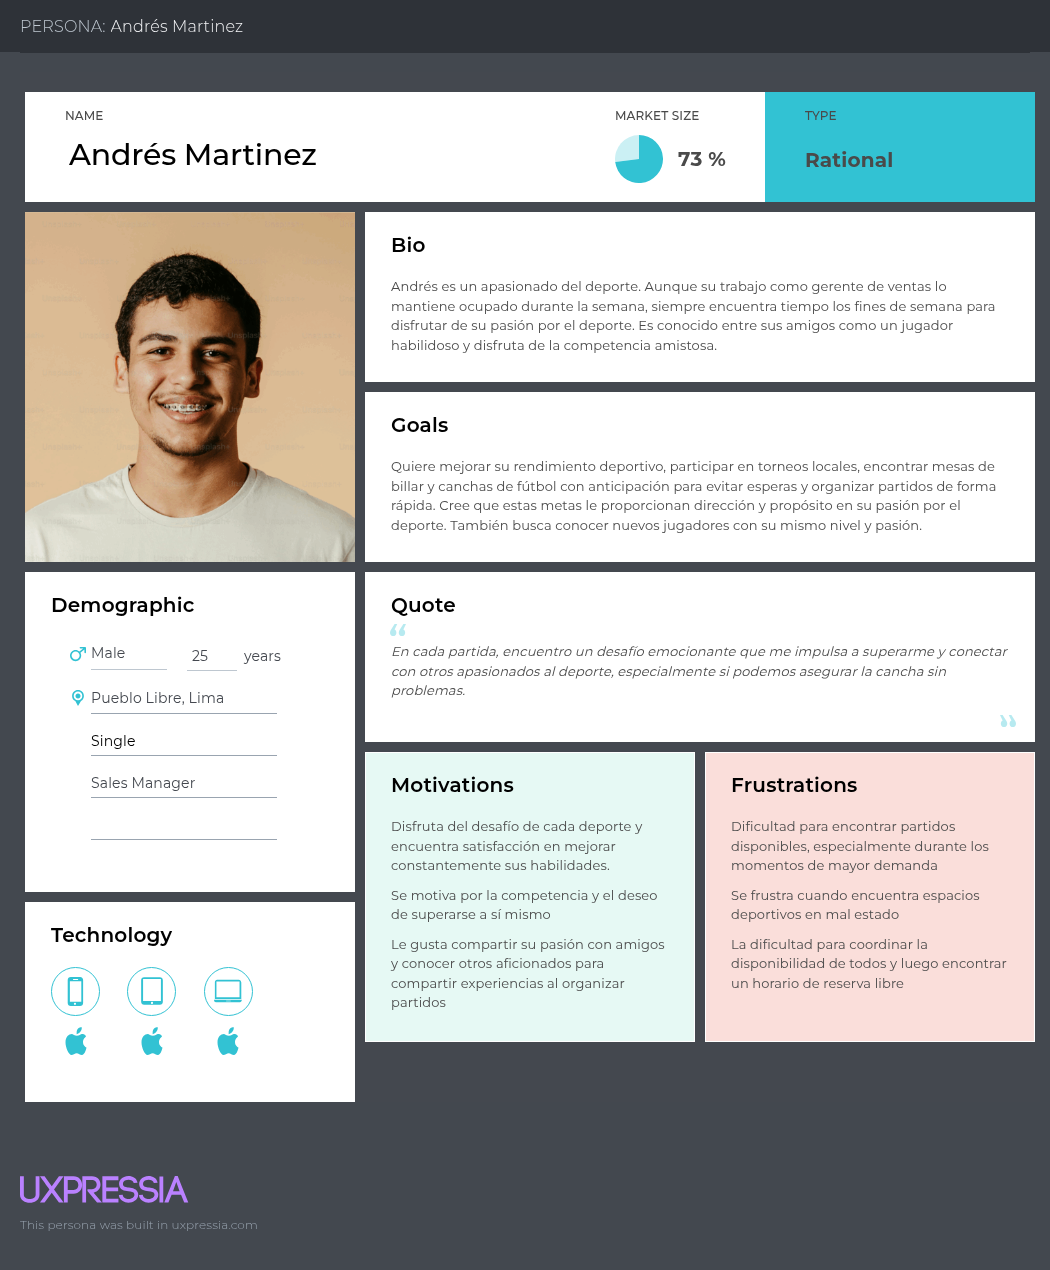 PERSONA: Andrés Martinez
NAME
Andrés Martinez
MARKET SIZE
73 %
TYPE
Rational
Bio
Andrés es un apasionado del deporte. Aunque su trabajo como gerente de ventas lo
mantiene ocupado durante la semana, siempre encuentra tiempo los fines de semana para
disfrutar de su pasión por el deporte. Es conocido entre sus amigos como un jugador
habilidoso y disfruta de la competencia amistosa.
Goals
Quiere mejorar su rendimiento deportivo, participar en torneos locales, encontrar mesas de
billar y canchas de fútbol con anticipación para evitar esperas y organizar partidos de forma
rápida. Cree que estas metas le proporcionan dirección y propósito en su pasión por el
deporte. También busca conocer nuevos jugadores con su mismo nivel y pasión.
Demographic
Male
25 years
Pueblo Libre, Lima
Single
Sales Manager
Quote
“
En cada partida, encuentro un desafío emocionante que me impulsa a superarme y conectar
con otros apasionados al deporte, especialmente si podemos asegurar la cancha sin
problemas.
”
Motivations
Disfruta del desafío de cada deporte y
encuentra satisfacción en mejorar
constantemente sus habilidades.
Se motiva por la competencia y el deseo
de superarse a sí mismo
Le gusta compartir su pasión con amigos
y conocer otros aficionados para
compartir experiencias al organizar
partidos
Frustrations
Dificultad para encontrar partidos
disponibles, especialmente durante los
momentos de mayor demanda
Se frustra cuando encuentra espacios
deportivos en mal estado
La dificultad para coordinar la
disponibilidad de todos y luego encontrar
un horario de reserva libre
Technology
UXPRESSIA
This persona was built in uxpressia.com